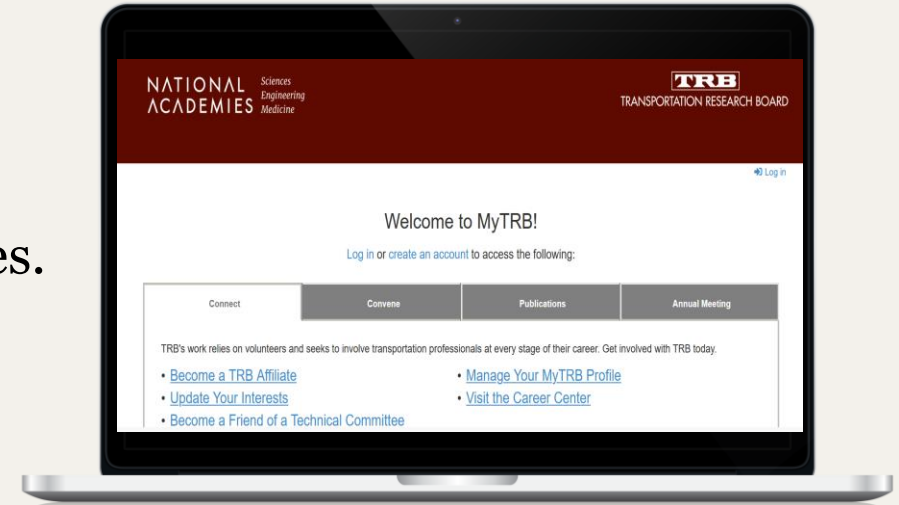 NATIONAL
ACADEMIES
Sciences
Engineering
Medicine
TRB
TRANSPORTATION RESEARCH BOARD
Log in
Welcome to MyTRB!
Log in or create an account to access the following:
Connect Convene Publications Annual Meeting
TRB's work relies on volunteers and seeks to involve transportation professionals at every stage of their career. Get involved with TRB today.
• Become a TRB Affiliate
• Update Your Interests
• Become a Friend of a Technical Committee
• Manage Your MyTRB Profile
• Visit the Career Center